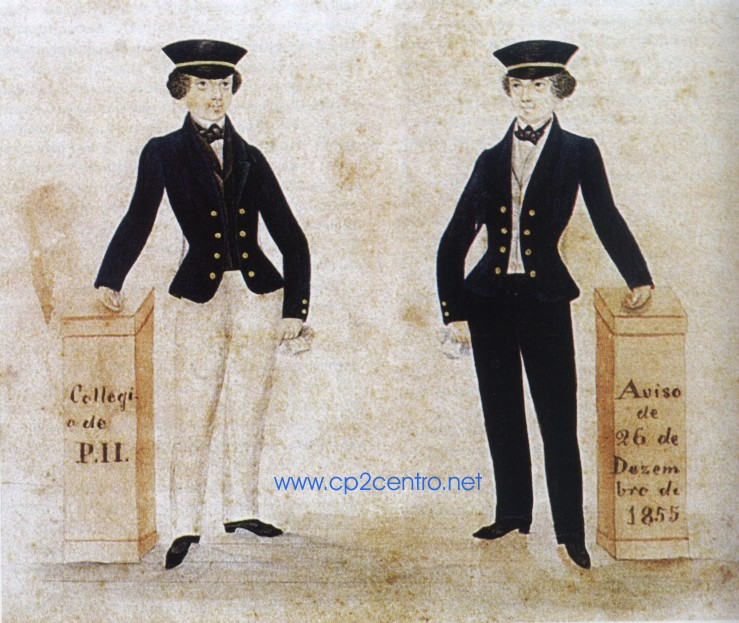 Collegi-
o de
P.II.
www.cp2centro.net
Aviso
de
26 de
Dezem
bro de
1855